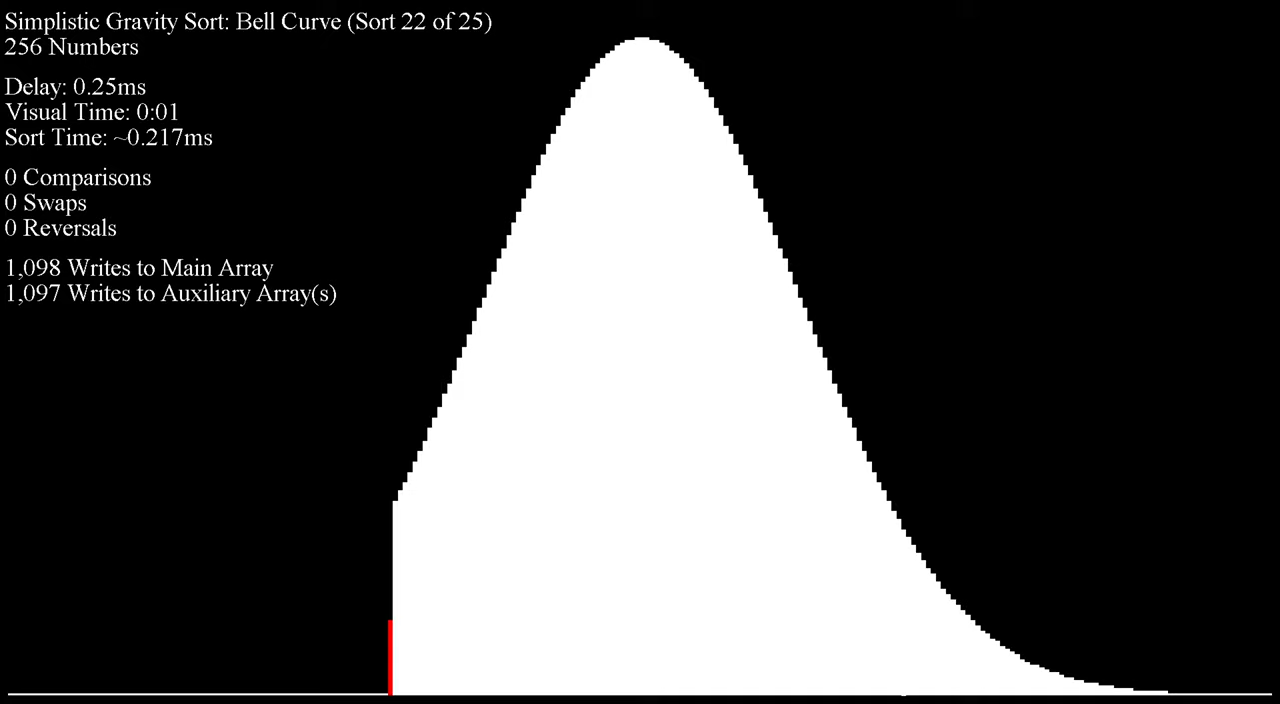 Simplistic Gravity Sort: Bell Curve (Sort 22 of 25)
256 Numbers
Delay: 0.25ms
Visual Time: 0:01
Sort Time: ~0.217ms
0 Comparisons
0 Swaps
0 Reversals
1,098 Writes to Main Array
1,097 Writes to Auxiliary Array(s)